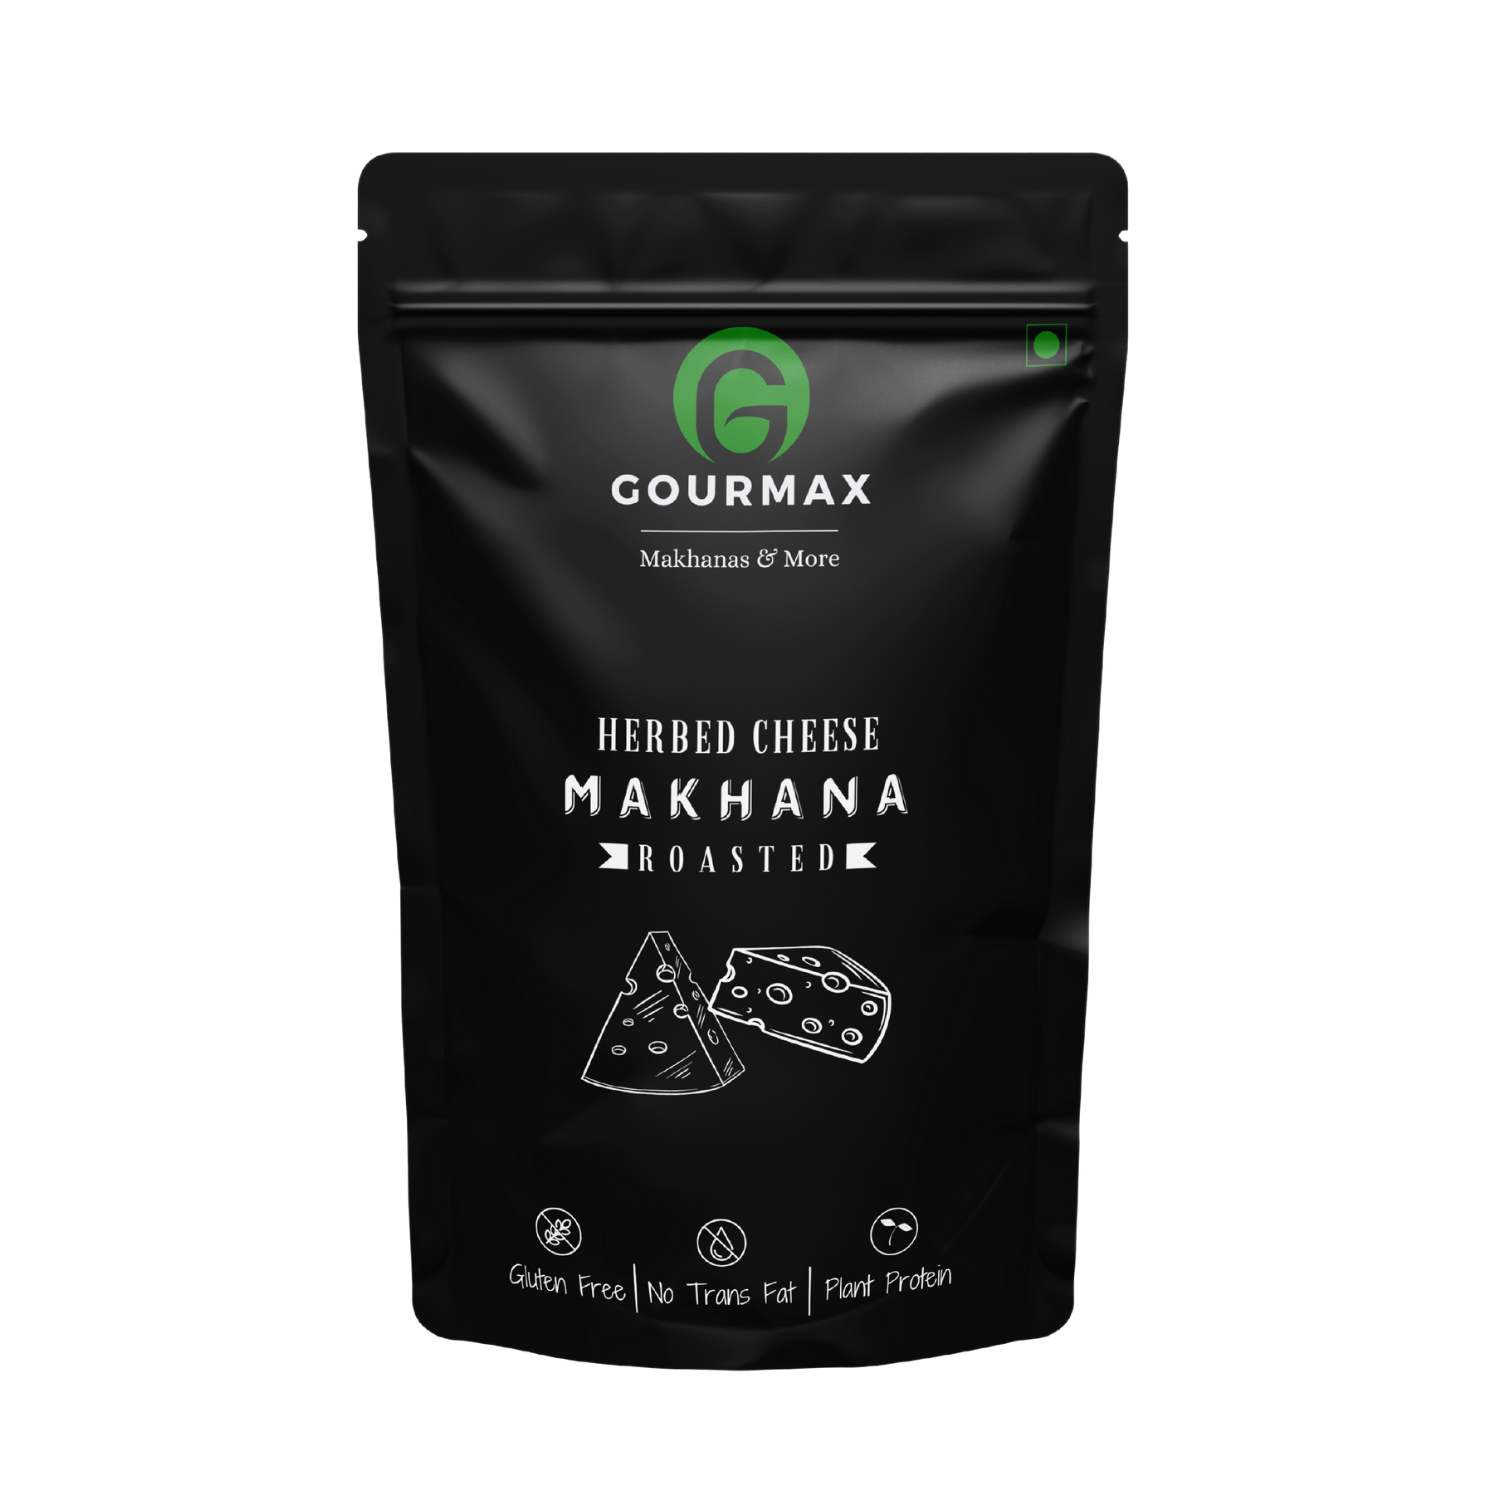 GOURMAX
Makhanas & More
HERBED CHEESE
MAKHANA
ROASTED
Gluten Free | No Trans Fat | Plant Protein